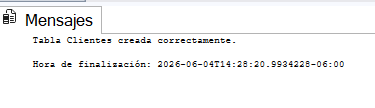 Mensajes
Tabla Clientes creada correctamente.
Hora de finalización: 2026-06-04T14:28:20.9934228-06:00